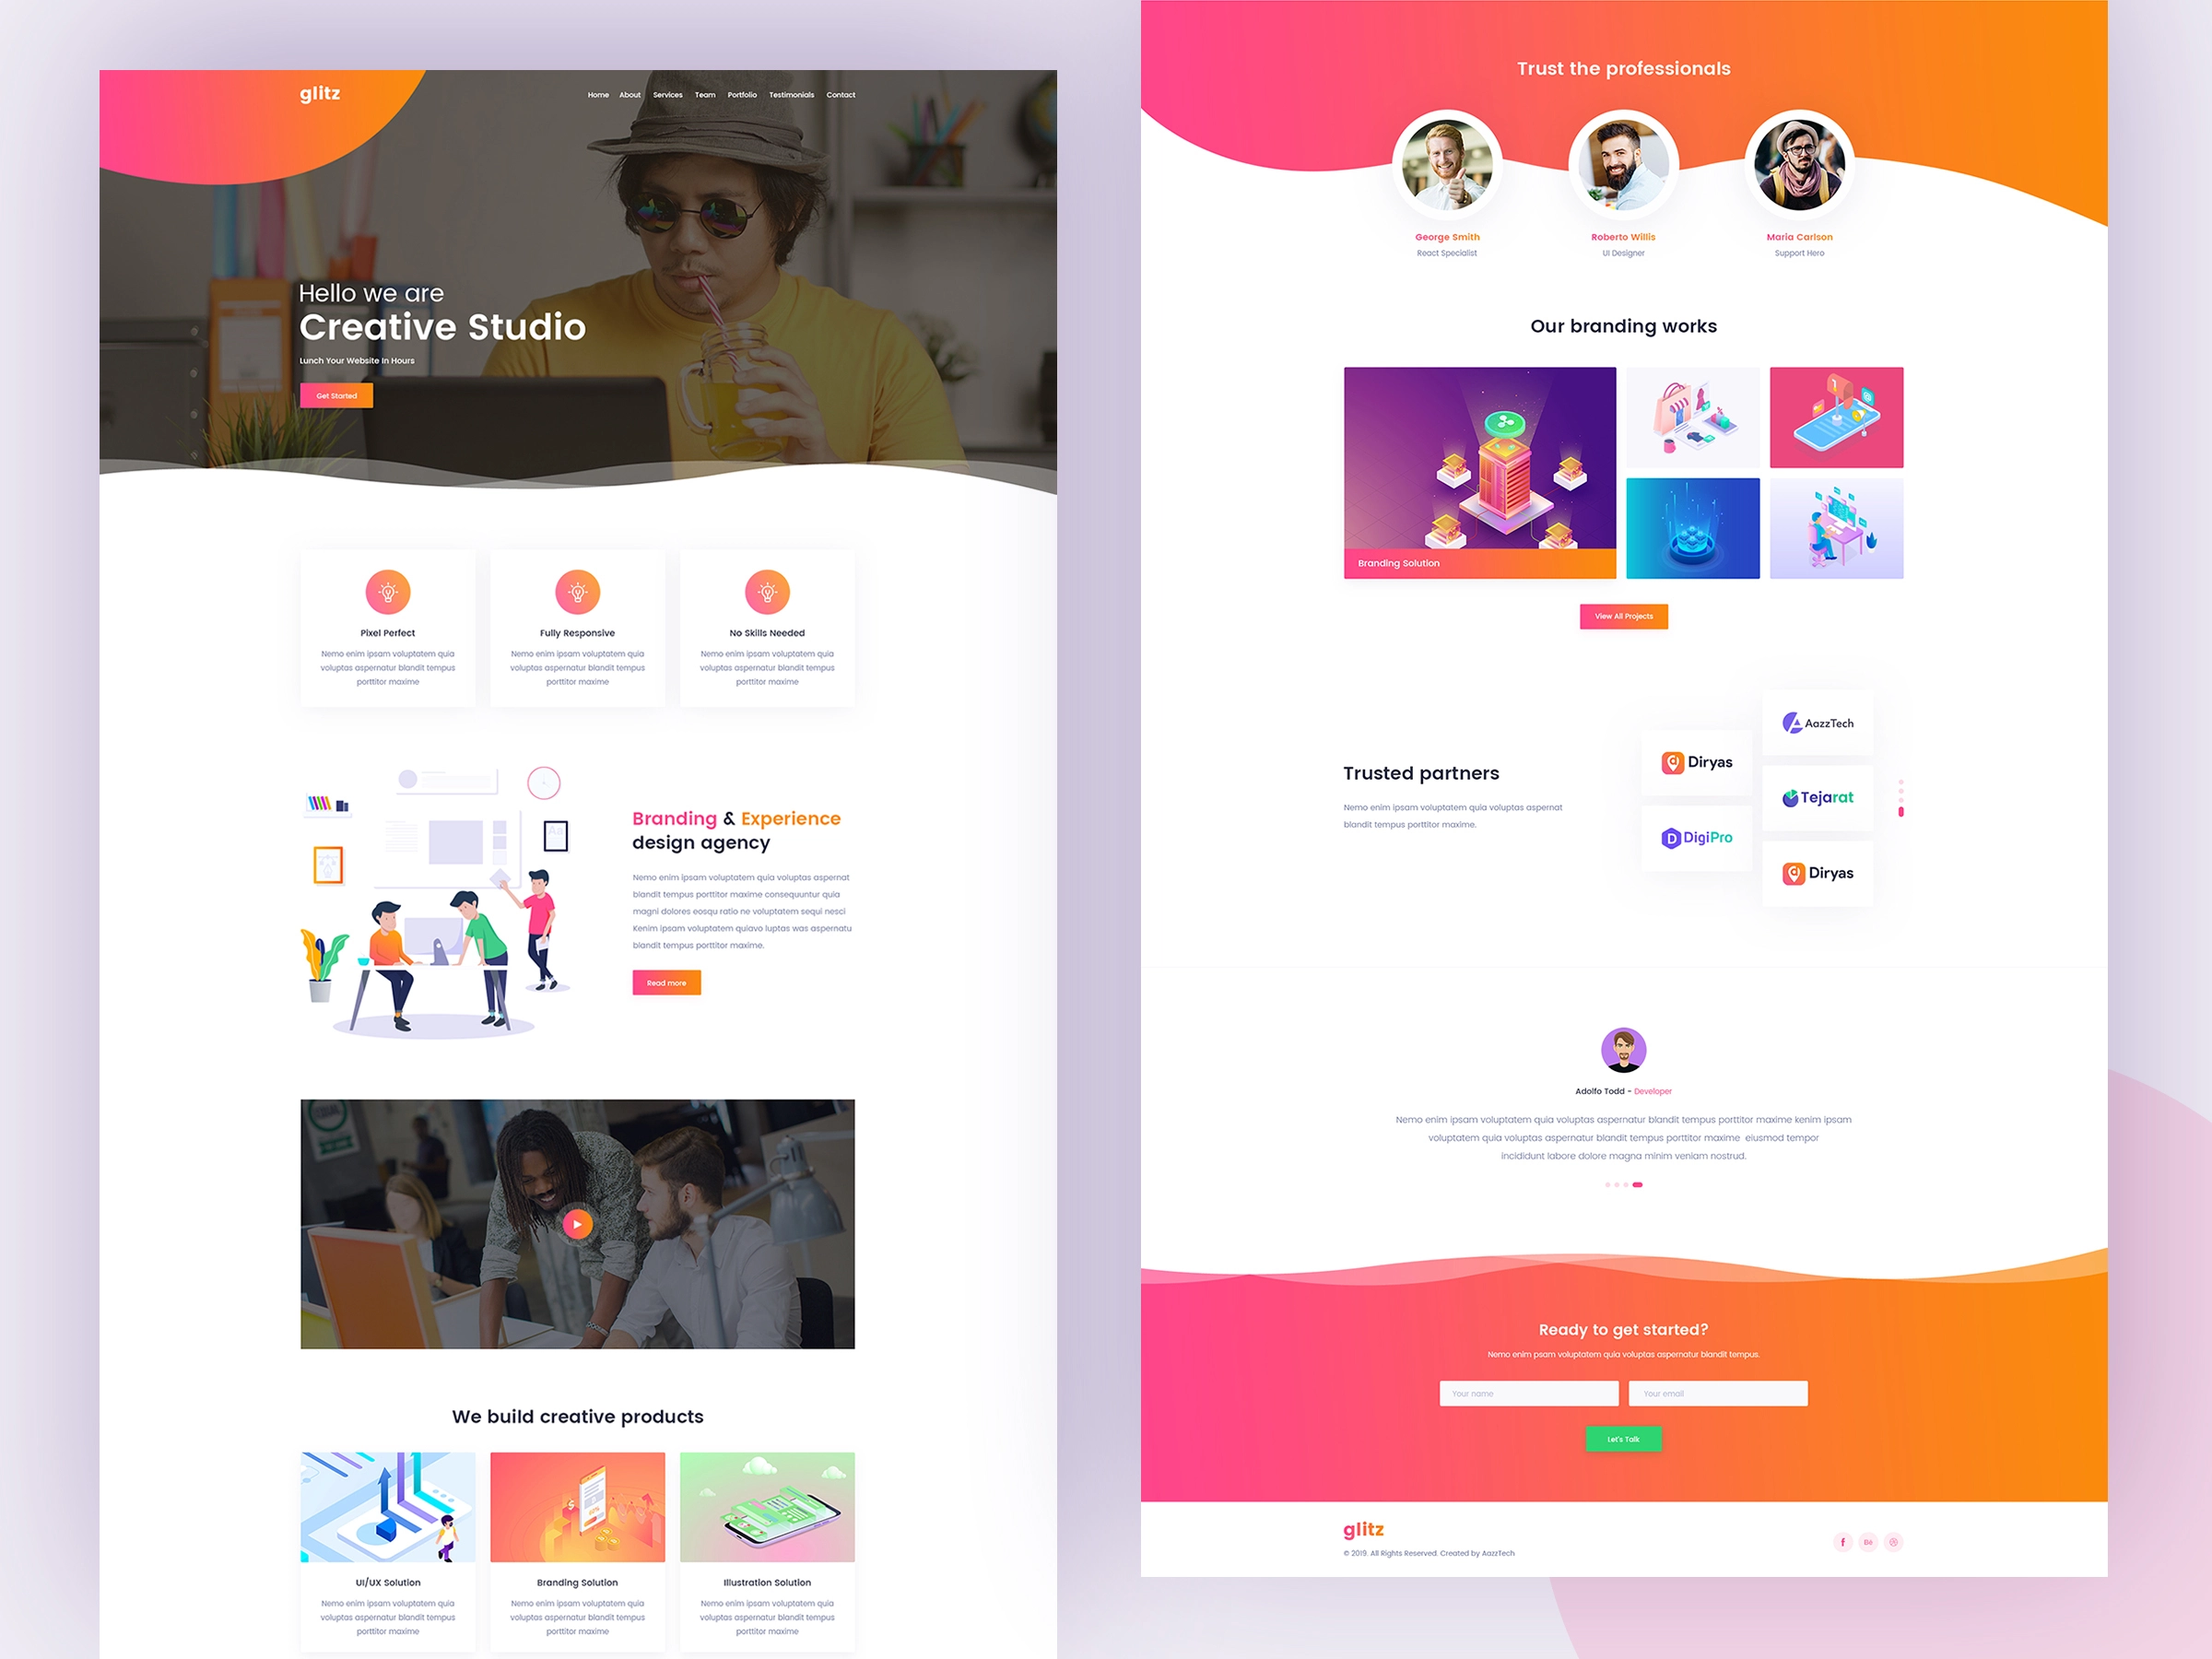 glitz
Home About Services Team Portfolio Testimonials Contact
Hello we are
Creative Studio
Lunch Your Website In Hours
Get Started
Pixel Perfect
Nemo enim ipsam voluptatem quia
voluptas aspernatur blandit tempus
porttitor maxime
Fully Responsive
Nemo enim ipsam voluptatem quia
voluptas aspernatur blandit tempus
porttitor maxime
No Skills Needed
Nemo enim ipsam voluptatem quia
voluptas aspernatur blandit tempus
porttitor maxime
Aa
Branding & Experience
design agency
Nemo enim ipsam voluptatem quia voluptas aspernat
blandit tempus porttitor maxime consequuntur quia
magni dolores eosqu ratio ne voluptatem sequi nesci
Kenim ipsam voluptatem quiavo luptas was aspernatu
blandit tempus porttitor maxime.
Read more
We build creative products
UI/UX Solution
Nemo enim ipsam voluptatem quia
voluptas aspernatur blandit tempus
porttitor maxime
Branding Solution
Nemo enim ipsam voluptatem quia
voluptas aspernatur blandit tempus
porttitor maxime
Illustration Solution
Nemo enim ipsam voluptatem quia
voluptas aspernatur blandit tempus
porttitor maxime
Trust the professionals
George Smith
React Specialist
Roberto Willis
UI Designer
Maria Carlson
Support Hero
Our branding works
Branding Solution
View All Projects
Trusted partners
Nemo enim ipsam voluptatem quia voluptas aspernat
blandit tempus porttitor maxime.
Diryas
DigiPro
AazzTech
Tejarat
Diryas
Adolfo Todd - Developer
Nemo enim ipsam voluptatem quia voluptas aspernatur blandit tempus porttitor maxime kenim ipsam
voluptatem quia voluptas aspernatur blandit tempus porttitor maxime eiusmod tempor
incididunt labore dolore magna minim veniam nostrud.
Ready to get started?
Nemo enim psam voluptatem quia voluptas aspernatur blandit tempus.
Your name
Your email
Let's Talk
glitz
© 2019. All Rights Reserved. Created by AazzTech
f
Bē